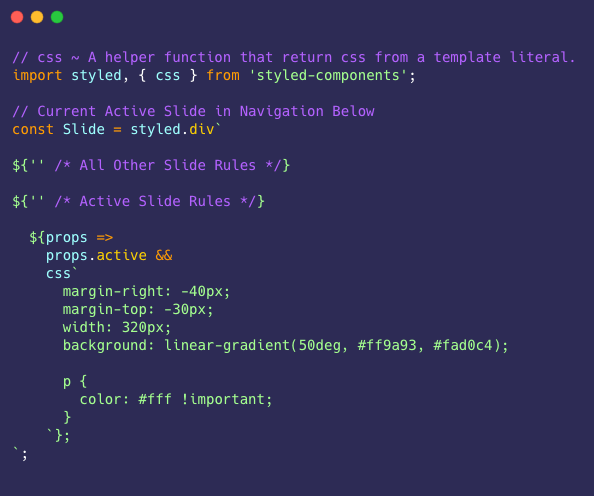 // css ~ A helper function that return css from a template literal.
import styled, { css } from 'styled-components';
// Current Active Slide in Navigation Below
const Slide = styled.div`
${'' /* All Other Slide Rules */}
${'' /* Active Slide Rules */}
${props =>
props.active &&
css`
margin-right: -40px;
margin-top: -30px;
width: 320px;
background: linear-gradient(50deg, #ff9a93, #fad0c4);
p {
color: #fff !important;
}
`};
`;